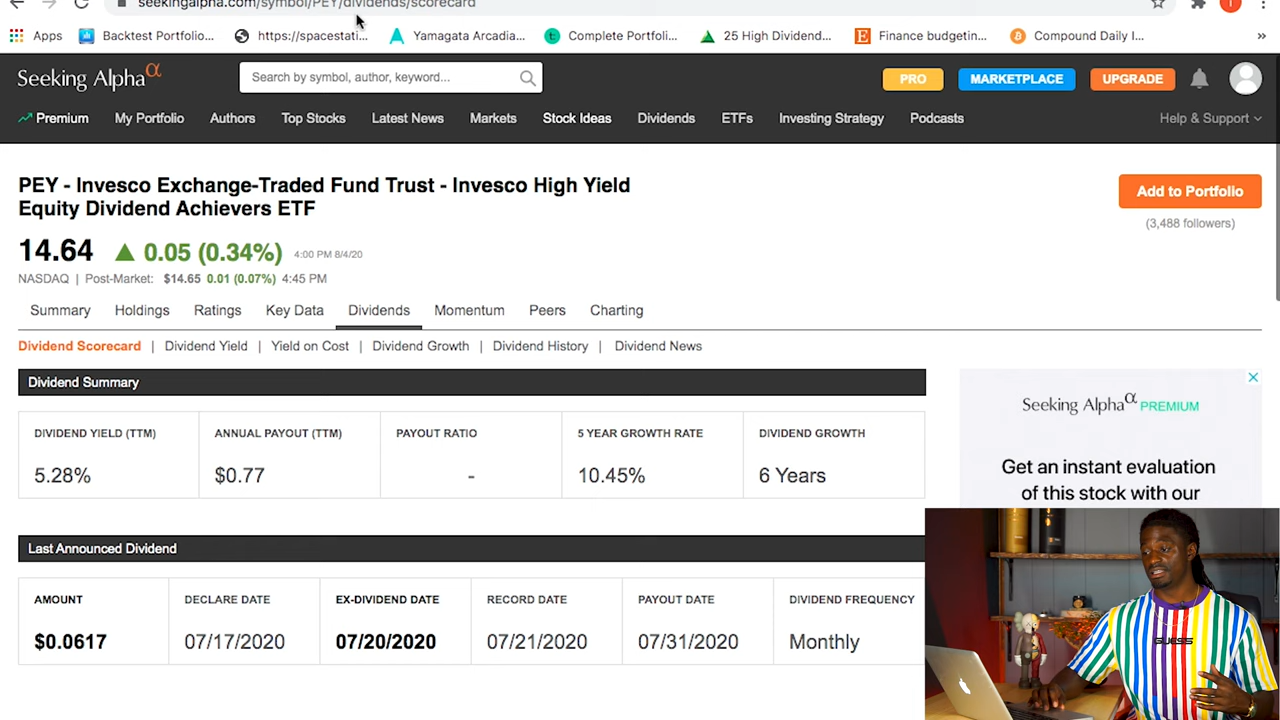 seekingalpha.com/symbol/PEY/dividends/scorecard
Apps Backtest Portfolio... https://spacestati... Yamagata Arcadia... Complete Portfoli... 25 High Dividend... Finance budgetin... Compound Daily I... »
Seeking Alpha α Search by symbol, author, keyword... PRO MARKETPLACE UPGRADE
Premium My Portfolio Authors Top Stocks Latest News Markets Stock Ideas Dividends ETFs Investing Strategy Podcasts Help & Support
PEY - Invesco Exchange-Traded Fund Trust - Invesco High Yield
Equity Dividend Achievers ETF
Add to Portfolio
(3,488 followers)
14.64 ▲ 0.05 (0.34%) 4:00 PM 8/4/20
NASDAQ | Post-Market: $14.65 0.01 (0.07%) 4:45 PM
Summary Holdings Ratings Key Data Dividends Momentum Peers Charting
Dividend Scorecard | Dividend Yield | Yield on Cost | Dividend Growth | Dividend History | Dividend News
Dividend Summary
DIVIDEND YIELD (TTM) ANNUAL PAYOUT (TTM) PAYOUT RATIO 5 YEAR GROWTH RATE DIVIDEND GROWTH
5.28% $0.77 - 10.45% 6 Years
Last Announced Dividend
AMOUNT DECLARE DATE EX-DIVIDEND DATE RECORD DATE PAYOUT DATE DIVIDEND FREQUENCY
$0.0617 07/17/2020 07/20/2020 07/21/2020 07/31/2020 Monthly
Seeking Alpha α PREMIUM
Get an instant evaluation
of this stock with our
GUESS